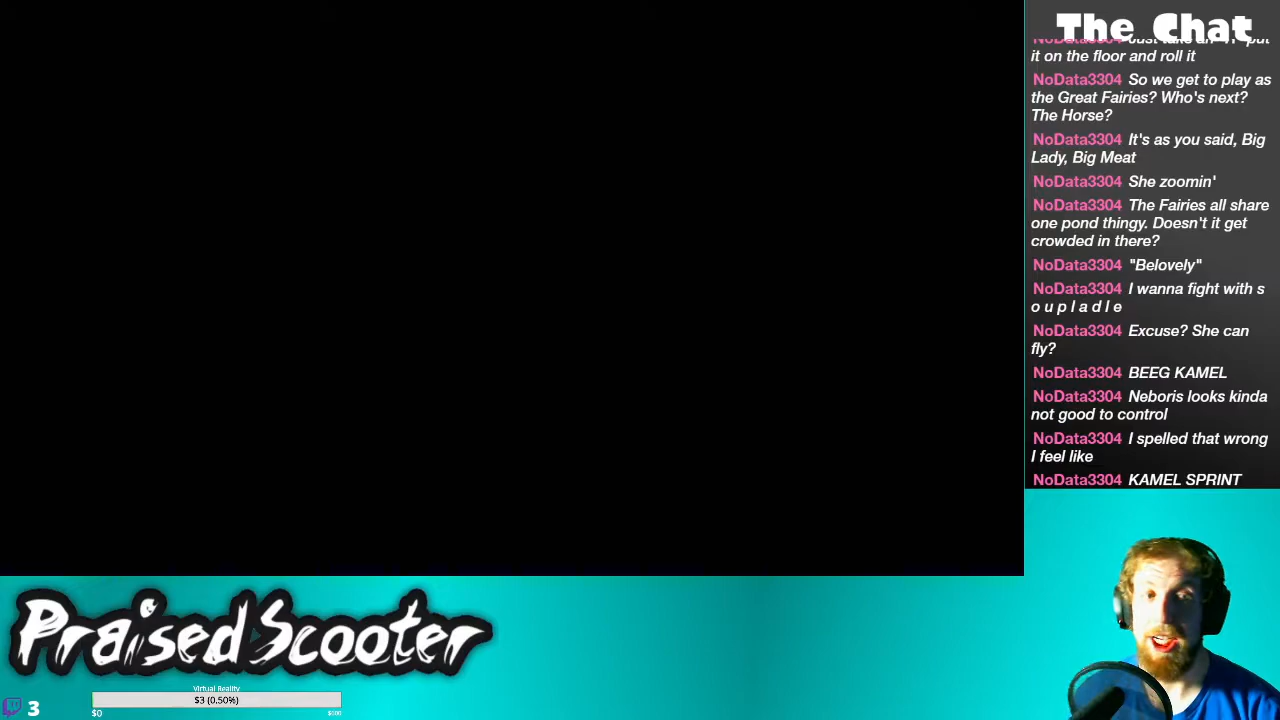 The Chat
it on the floor and roll it
NoData3304 So we get to play as
the Great Fairies? Who's next?
The Horse?
NoData3304 It's as you said, Big
Lady, Big Meat
NoData3304 She zoomin'
NoData3304 The Fairies all share
one pond thingy. Doesn't it get
crowded in there?
NoData3304 "Belovely"
NoData3304 I wanna fight with s
o u p l a d l e
NoData3304 Excuse? She can
fly?
NoData3304 BEEG KAMEL
NoData3304 Neboris looks kinda
not good to control
NoData3304 I spelled that wrong
I feel like
NoData3304 KAMEL SPRINT
PraisedScooter
Virtual Reality
3
$3 (0.50%)
$0